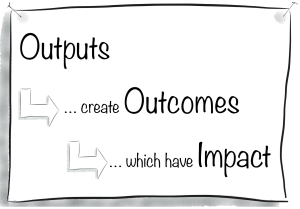 Outputs
... create Outcomes
... which have Impact